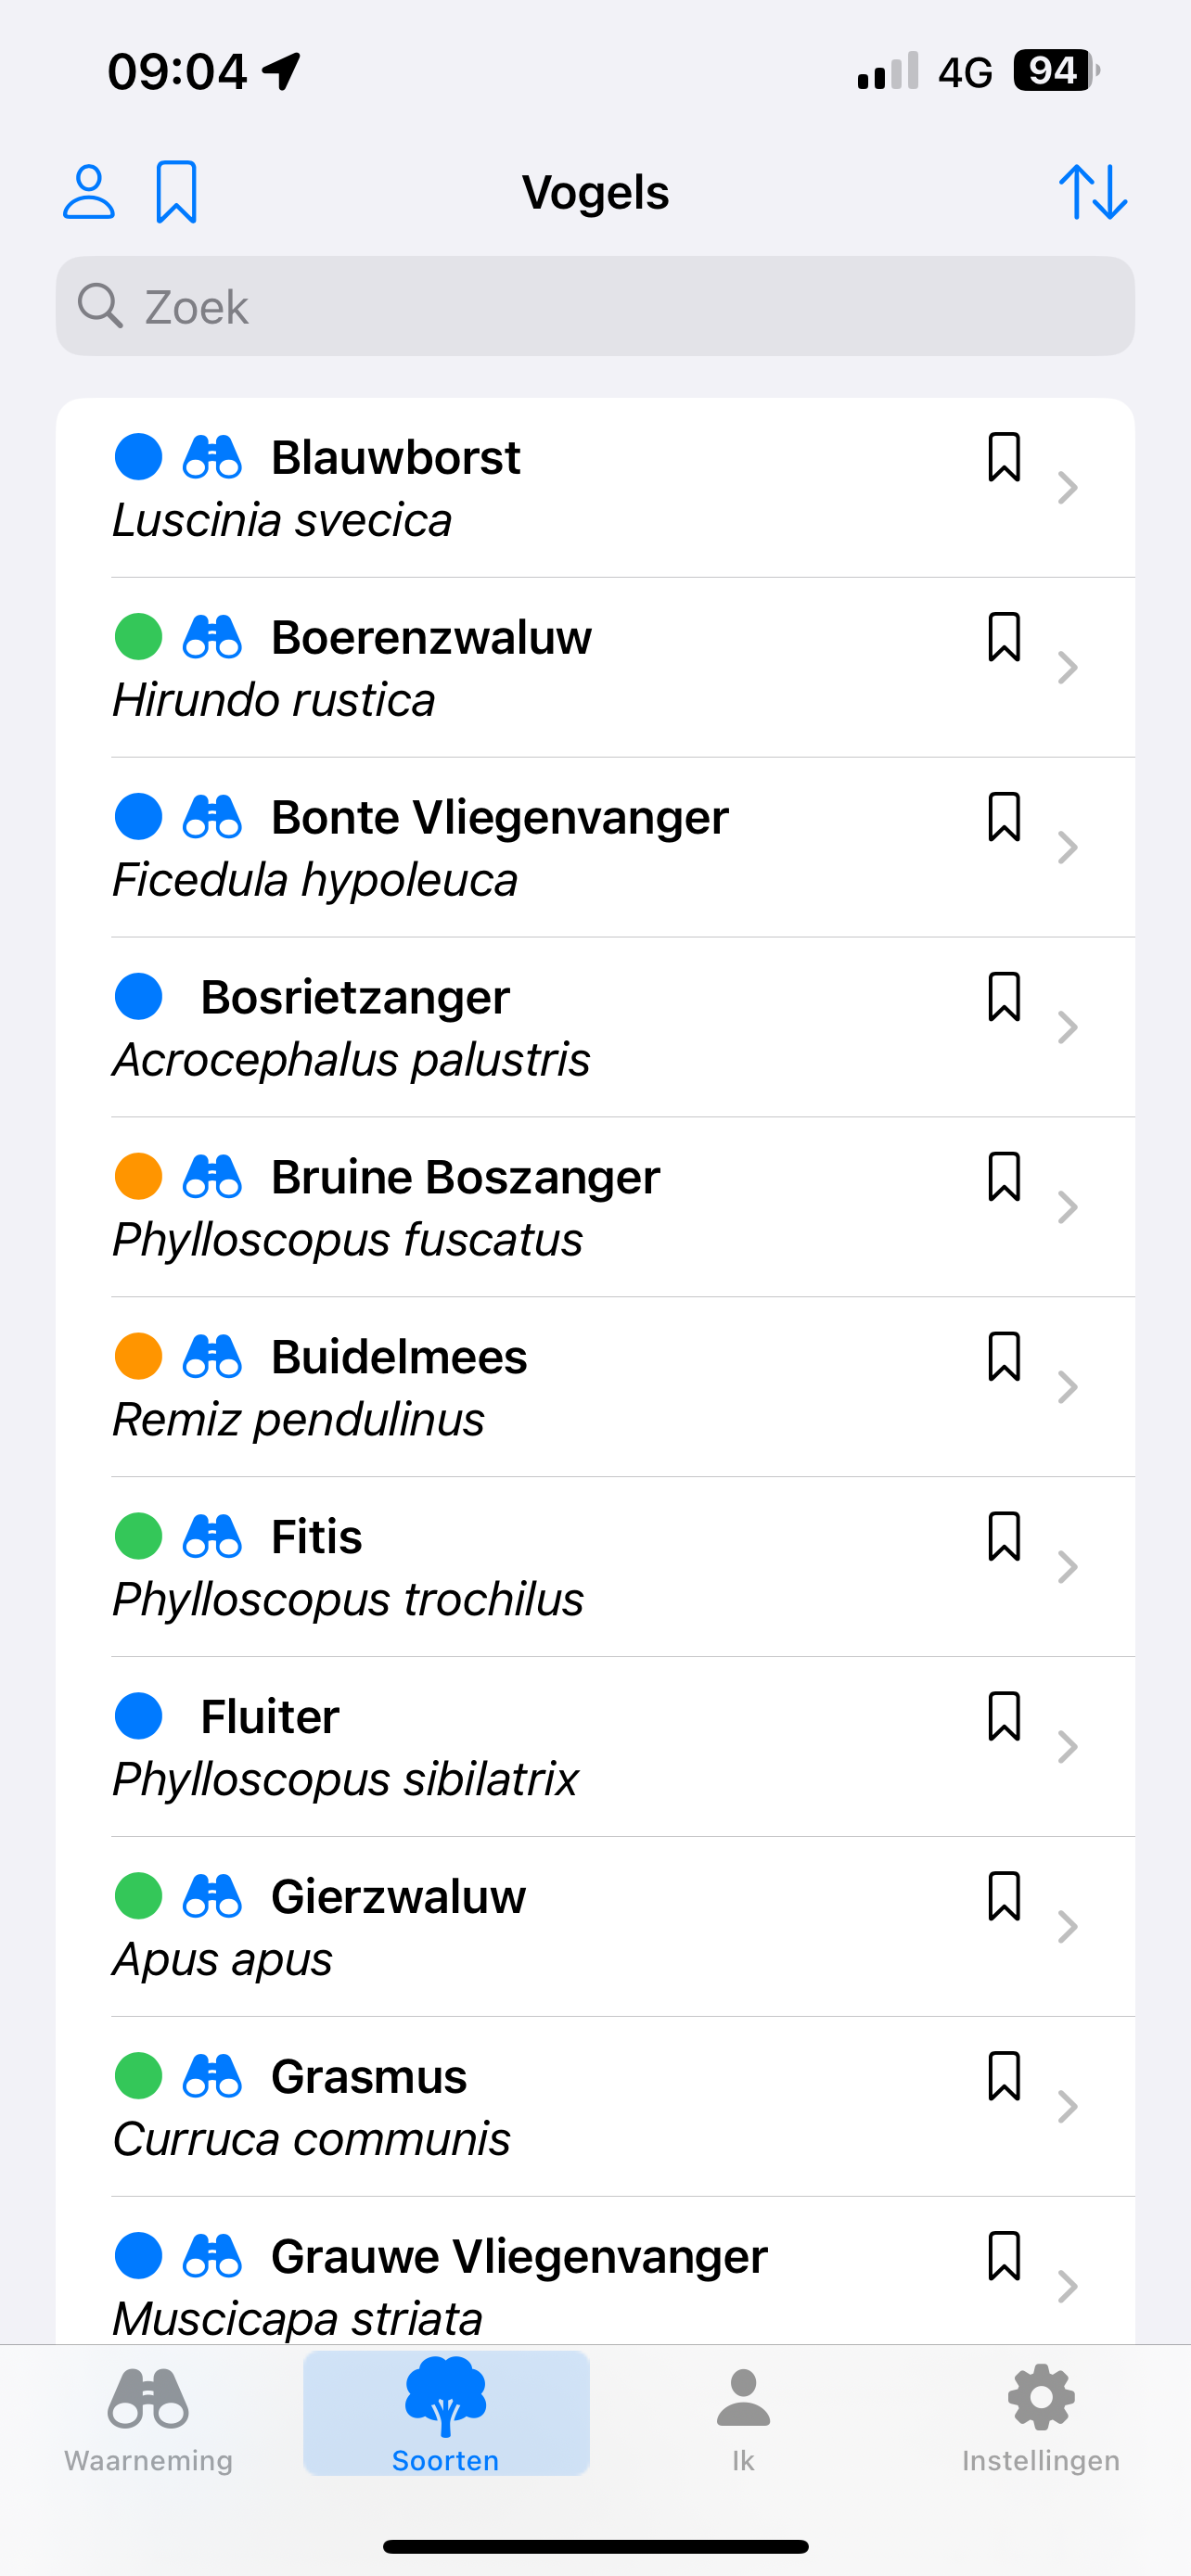 09:04
4G 94
Vogels
Zoek
Blauwborst
Luscinia svecica
Boerenzwaluw
Hirundo rustica
Bonte Vliegenvanger
Ficedula hypoleuca
Bosrietzanger
Acrocephalus palustris
Bruine Boszanger
Phylloscopus fuscatus
Buidelmees
Remiz pendulinus
Fitis
Phylloscopus trochilus
Fluiter
Phylloscopus sibilatrix
Gierzwaluw
Apus apus
Grasmus
Curruca communis
Grauwe Vliegenvanger
Muscicapa striata
Waarneming
Soorten
Ik
Instellingen